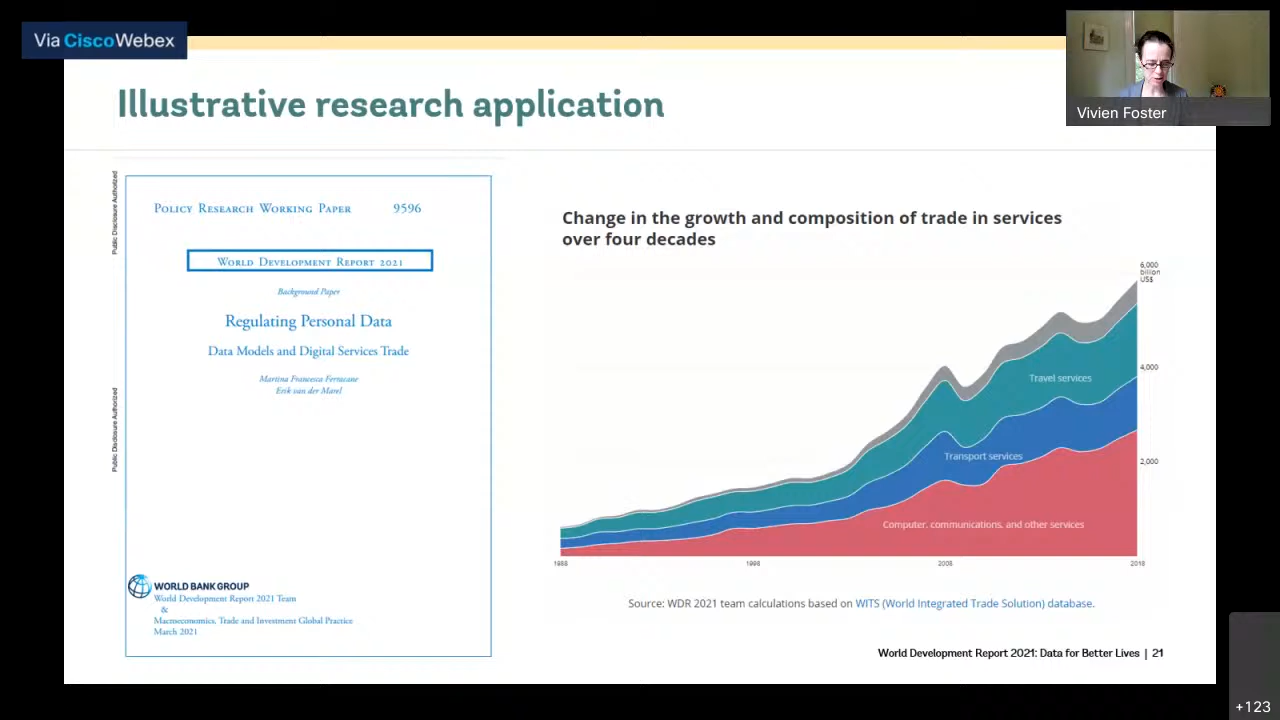 Via Cisco Webex
Illustrative research application
Vivien Foster
Public Disclosure Authorized
Public Disclosure Authorized
Policy Research Working Paper 9596
World Development Report 2021
Background Paper
Regulating Personal Data
Data Models and Digital Services Trade
Martina Francesca Ferracane
Erik van der Marel
WORLD BANK GROUP
World Development Report 2021 Team
&
Macroeconomics, Trade and Investment Global Practice
March 2021
Change in the growth and composition of trade in services
over four decades
6,000
billion
US$
Travel services
4,000
Transport services
2,000
Computer, communications, and other services
1988 1998 2008 2018
Source: WDR 2021 team calculations based on WITS (World Integrated Trade Solution) database.
World Development Report 2021: Data for Better Lives | 21
+123